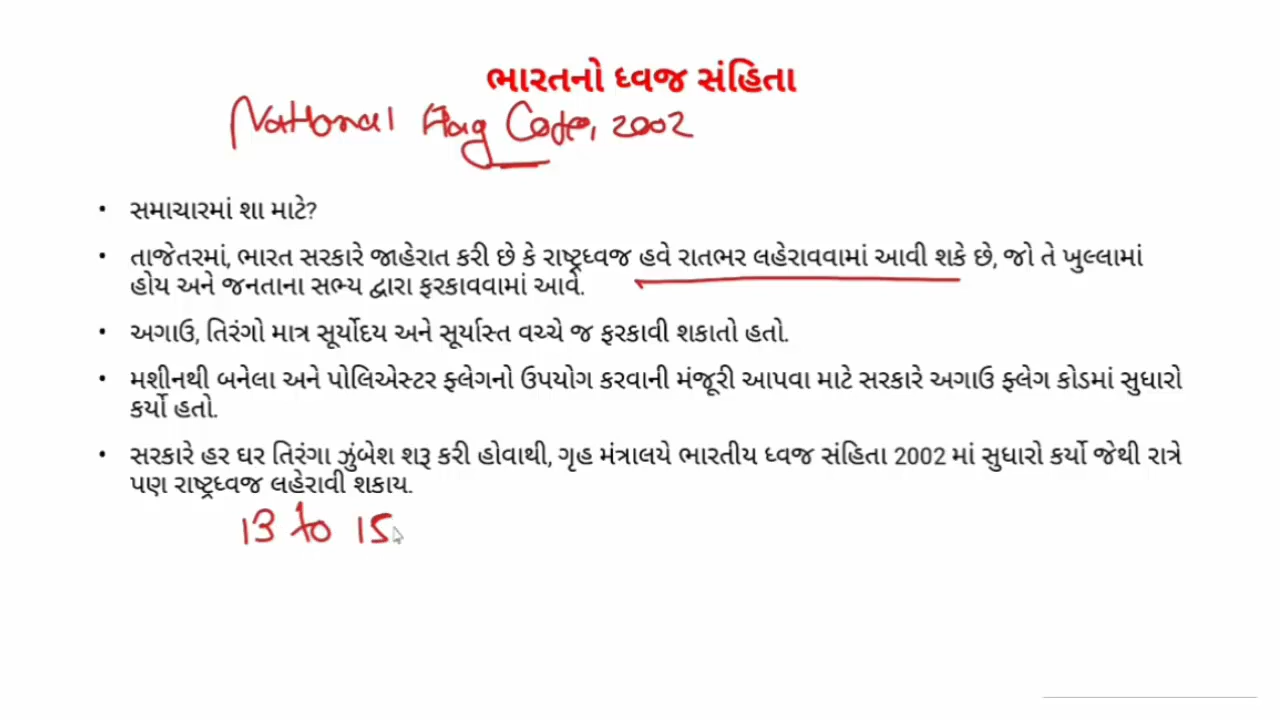 ભારતનો ધ્વજ સંહિતા
National Flag Code, 2002
• સમાચારમાં શા માટે?
• તાજેતરમાં, ભારત સરકારે જાહેરાત કરી છે કે રાષ્ટ્રધ્વજ હવે રાતભર લહેરાવવામાં આવી શકે છે, જો તે ખુલ્લામાં
હોય અને જનતાના સભ્ય દ્વારા ફરકાવવામાં આવે.
• અગાઉ, તિરંગો માત્ર સૂર્યોદય અને સૂર્યાસ્ત વચ્ચે જ ફરકાવી શકાતો હતો.
• મશીનથી બનેલા અને પોલિએસ્ટર ફ્લેગનો ઉપયોગ કરવાની મંજૂરી આપવા માટે સરકારે અગાઉ ફ્લેગ કોડમાં સુધારો
કર્યો હતો.
• સરકારે હર ઘર તિરંગા ઝુંબેશ શરૂ કરી હોવાથી, ગૃહ મંત્રાલયે ભારતીય ધ્વજ સંહિતા 2002 માં સુધારો કર્યો જેથી રાત્રે
પણ રાષ્ટ્રધ્વજ લહેરાવી શકાય.
13 to 15